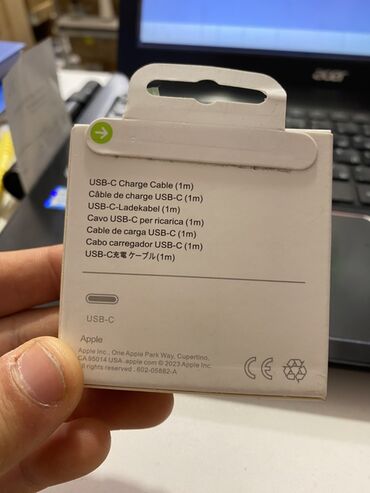 acer
USB-C Charge Cable (1m)
Câble de charge USB-C (1m)
USB-C-Ladekabel (1m)
Cavo USB-C per ricarica (1m)
Cable de carga USB-C (1m)
Cabo carregador USB-C (1m)
USB-C充電ケーブル(1m)
USB-C
Apple
Apple Inc., One Apple Park Way, Cupertino,
CA 95014 USA. apple.com © 2023 Apple Inc.
All rights reserved. 602-05882-A
CE